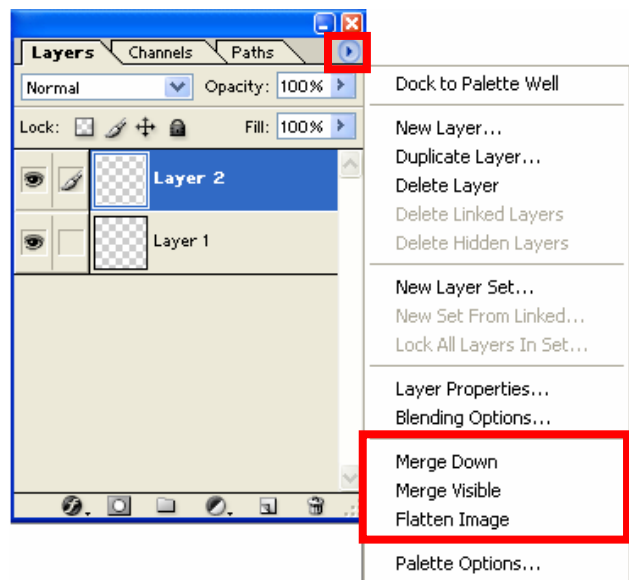 Layers Channels Paths
Normal Opacity: 100%
Lock: Fill: 100%
Layer 2
Layer 1
Dock to Palette Well
New Layer...
Duplicate Layer...
Delete Layer
Delete Linked Layers
Delete Hidden Layers
New Layer Set...
New Set From Linked...
Lock All Layers In Set...
Layer Properties...
Blending Options...
Merge Down
Merge Visible
Flatten Image
Palette Options...